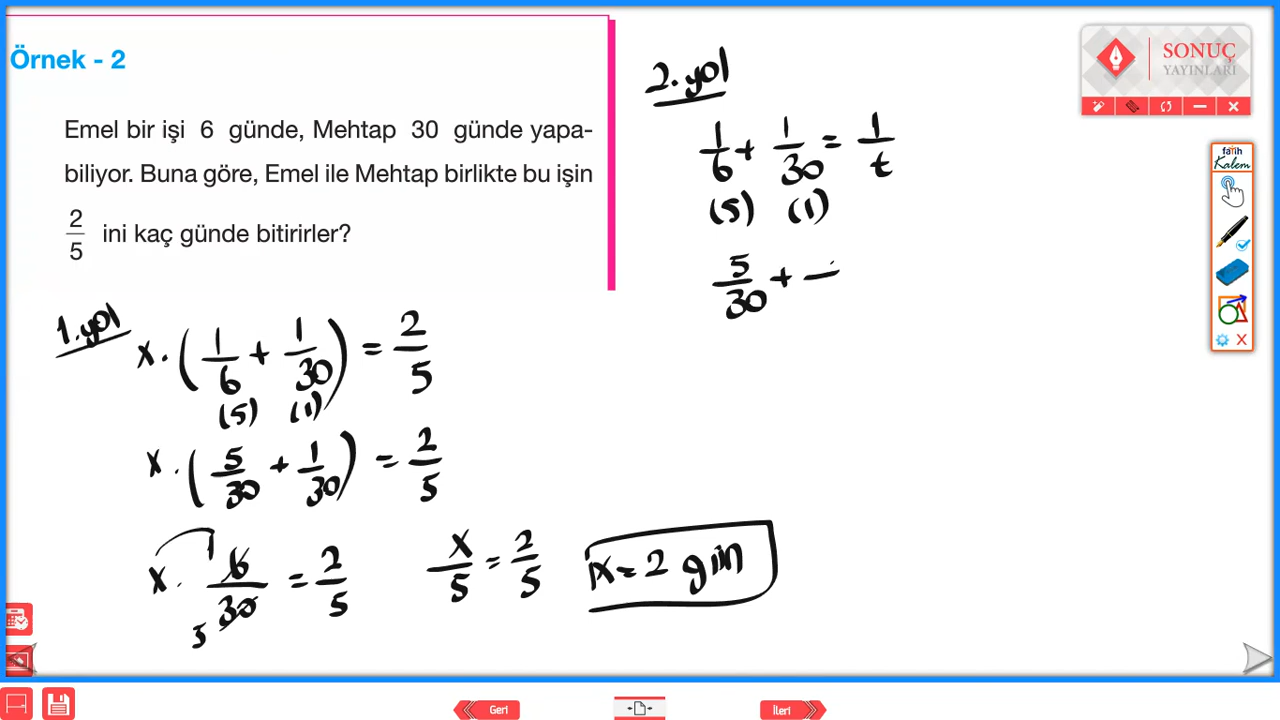 Örnek - 2
Emel bir işi 6 günde, Mehtap 30 günde yapa-
biliyor. Buna göre, Emel ile Mehtap birlikte bu işin
2/5 ini kaç günde bitirirler?
1.yol
x·(1/6 + 1/30) = 2/5
(5) (1)
x·(5/30 + 1/30) = 2/5
x· 6/30 = 2/5
1
5
x/5 = 2/5
x=2 gün
2.yol
1/6 + 1/30 = 1/t
(5) (1)
5/30 + —
SONUÇ
YAYINLARI
fatih
Kalem
Geri
İleri